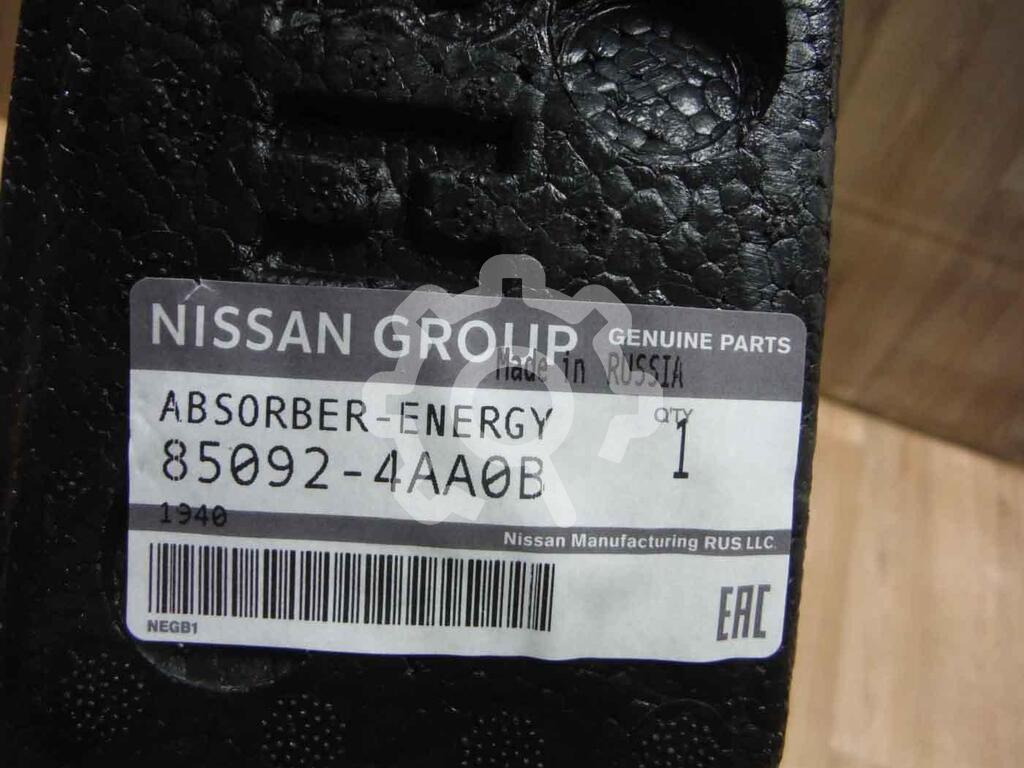 NISSAN GROUP GENUINE PARTS
Made in RUSSIA
ABSORBER-ENERGY Q'TY
85092-4AA0B 1
1940
Nissan Manufacturing RUS LLC.
NEGB1
EAC